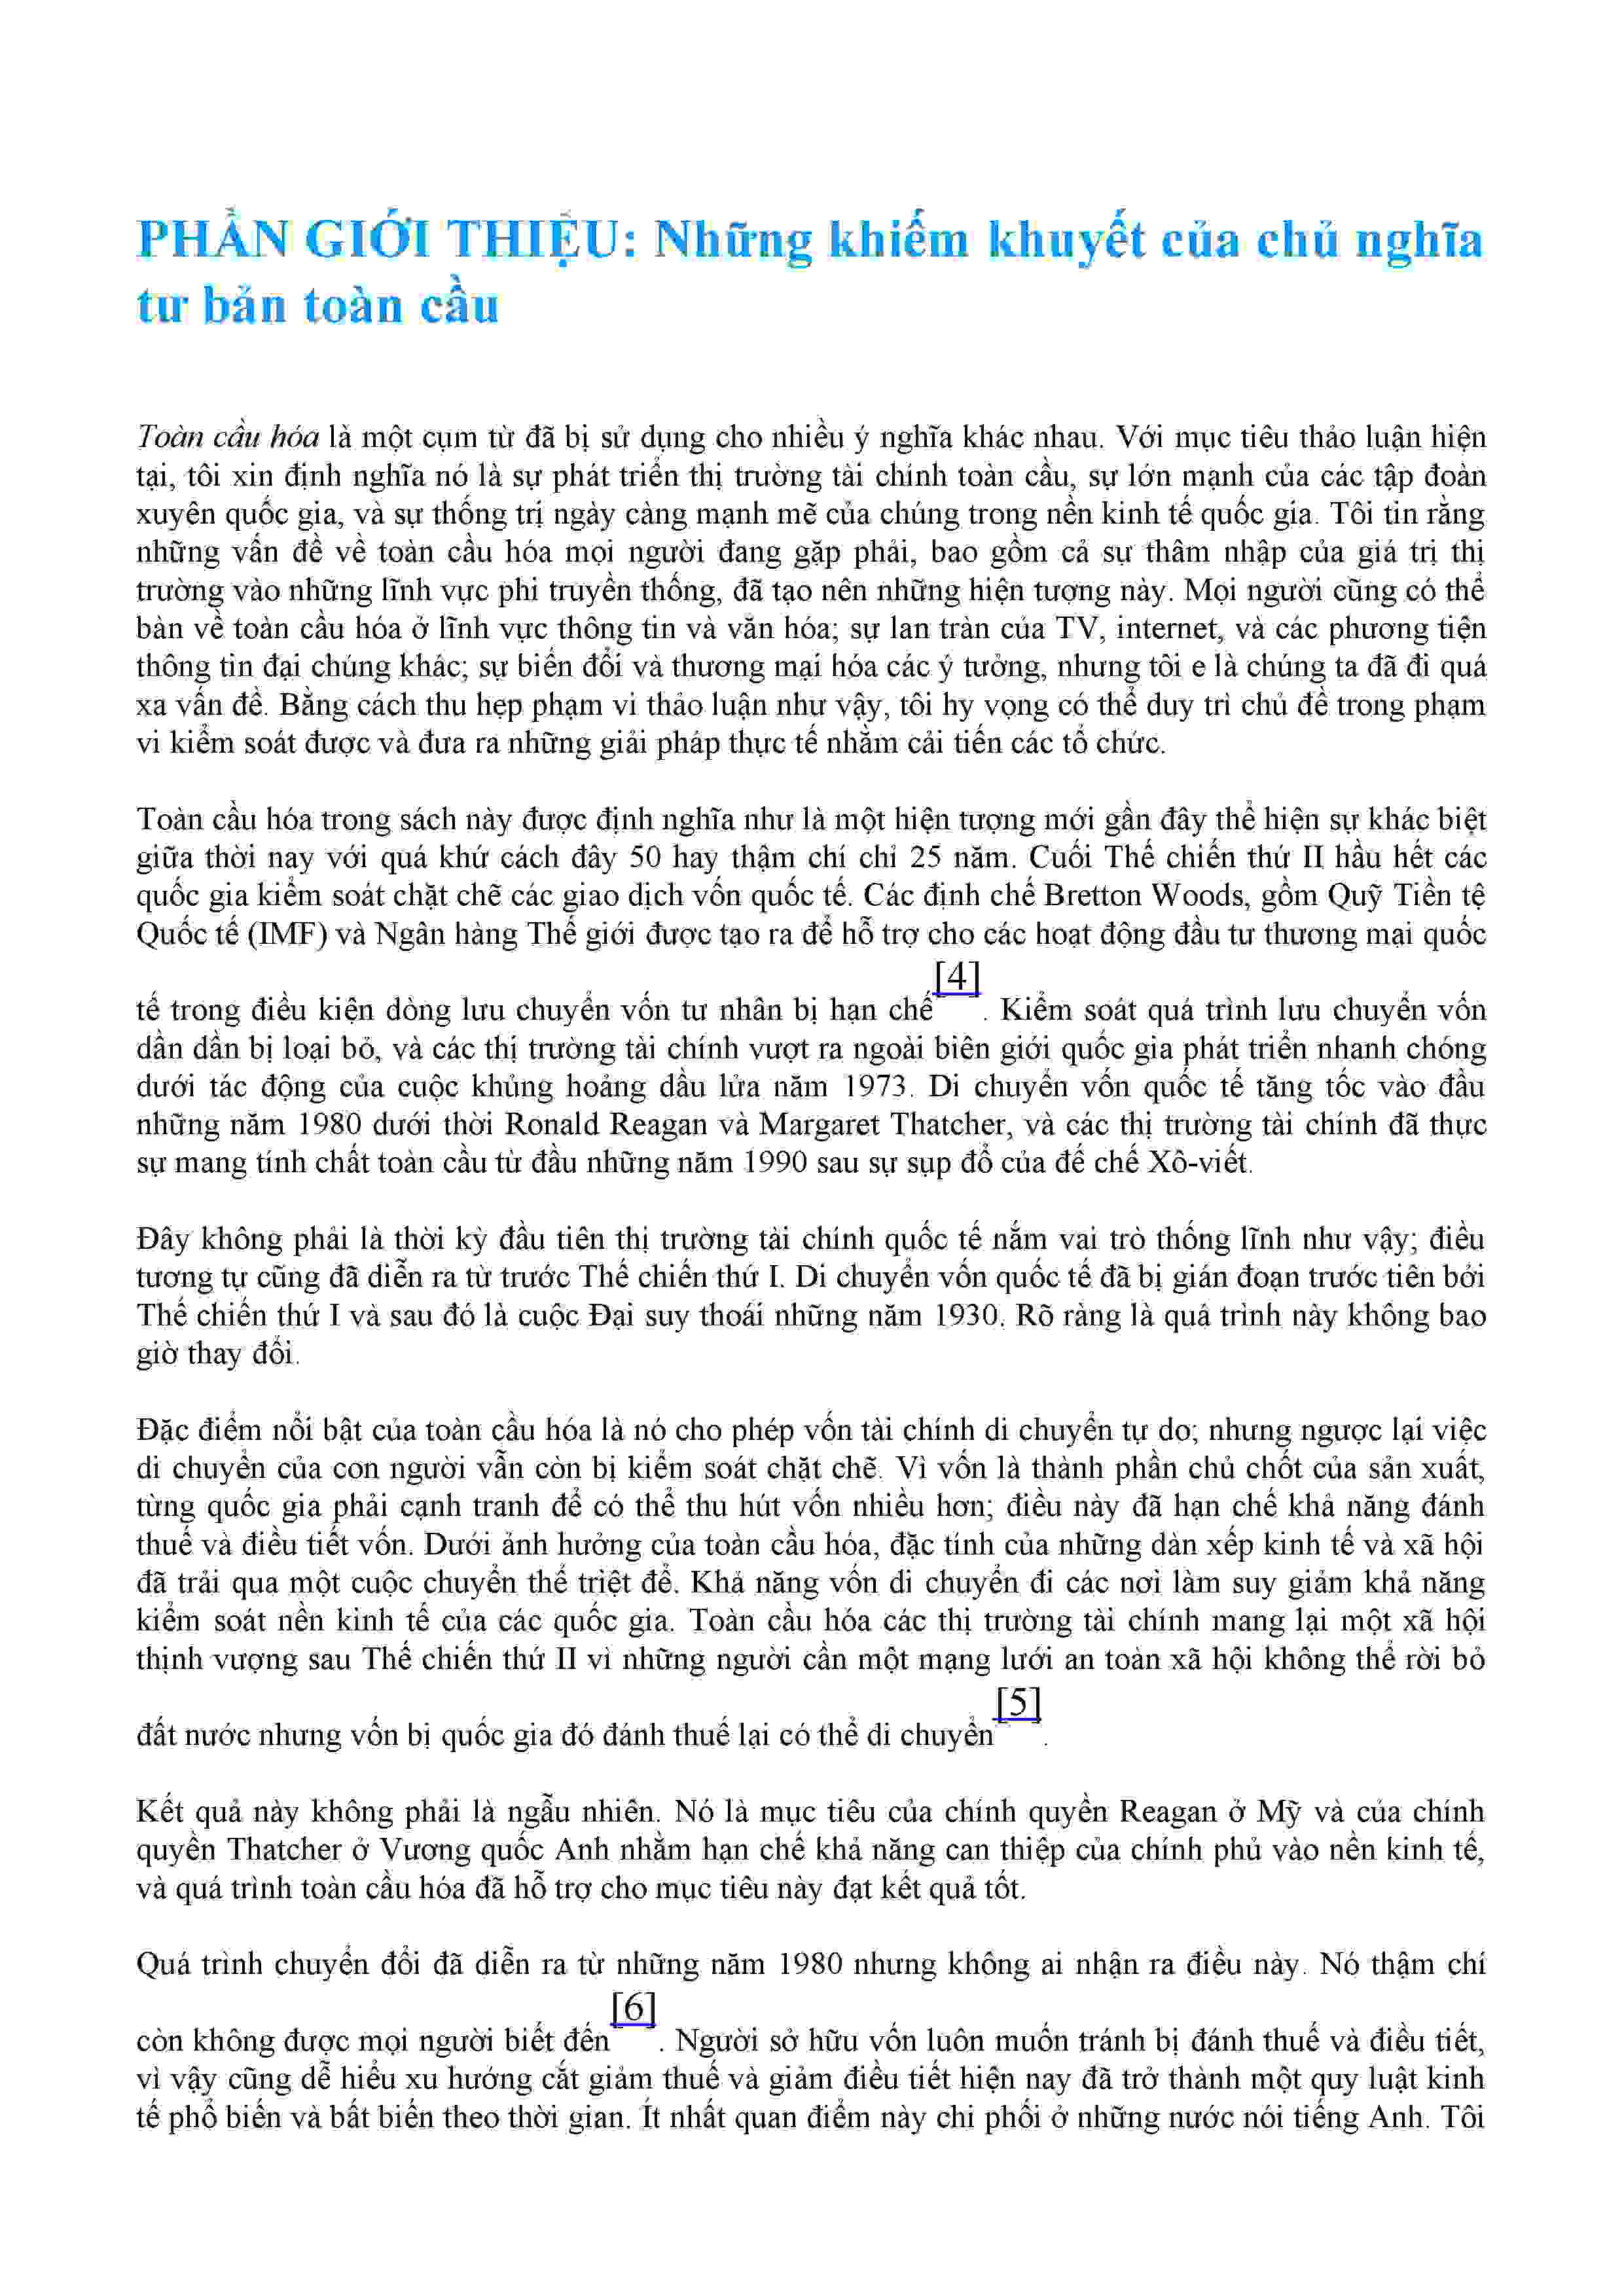 PHẦN GIỚI THIỆU: Những khiếm khuyết của chủ nghĩa
tư bản toàn cầu
Toàn cầu hóa là một cụm từ đã bị sử dụng cho nhiều ý nghĩa khác nhau. Với mục tiêu thảo luận hiện
tại, tôi xin định nghĩa nó là sự phát triển thị trường tài chính toàn cầu, sự lớn mạnh của các tập đoàn
xuyên quốc gia, và sự thống trị ngày càng mạnh mẽ của chúng trong nền kinh tế quốc gia. Tôi tin rằng
những vấn đề về toàn cầu hóa mọi người đang gặp phải, bao gồm cả sự thâm nhập của giá trị thị
trường vào những lĩnh vực phi truyền thống, đã tạo nên những hiện tượng này. Mọi người cũng có thể
bàn về toàn cầu hóa ở lĩnh vực thông tin và văn hóa; sự lan tràn của TV, internet, và các phương tiện
thông tin đại chúng khác; sự biến đổi và thương mại hóa các ý tưởng, nhưng tôi e là chúng ta đã đi quá
xa vấn đề. Bằng cách thu hẹp phạm vi thảo luận như vậy, tôi hy vọng có thể duy trì chủ đề trong phạm
vi kiểm soát được và đưa ra những giải pháp thực tế nhằm cải tiến các tổ chức.
Toàn cầu hóa trong sách này được định nghĩa như là một hiện tượng mới gần đây thể hiện sự khác biệt
giữa thời nay với quá khứ cách đây 50 hay thậm chí chỉ 25 năm. Cuối Thế chiến thứ II hầu hết các
quốc gia kiểm soát chặt chẽ các giao dịch vốn quốc tế. Các định chế Bretton Woods, gồm Quỹ Tiền tệ
Quốc tế (IMF) và Ngân hàng Thế giới được tạo ra để hỗ trợ cho các hoạt động đầu tư thương mại quốc
tế trong điều kiện dòng lưu chuyển vốn tư nhân bị hạn chế[4]. Kiểm soát quá trình lưu chuyển vốn
dần dần bị loại bỏ, và các thị trường tài chính vượt ra ngoài biên giới quốc gia phát triển nhanh chóng
dưới tác động của cuộc khủng hoảng dầu lửa năm 1973. Di chuyển vốn quốc tế tăng tốc vào đầu
những năm 1980 dưới thời Ronald Reagan và Margaret Thatcher, và các thị trường tài chính đã thực
sự mang tính chất toàn cầu từ đầu những năm 1990 sau sự sụp đổ của đế chế Xô-viết.
Đây không phải là thời kỳ đầu tiên thị trường tài chính quốc tế nắm vai trò thống lĩnh như vậy; điều
tương tự cũng đã diễn ra từ trước Thế chiến thứ I. Di chuyển vốn quốc tế đã bị gián đoạn trước tiên bởi
Thế chiến thứ I và sau đó là cuộc Đại suy thoái những năm 1930. Rõ ràng là quá trình này không bao
giờ thay đổi.
Đặc điểm nổi bật của toàn cầu hóa là nó cho phép vốn tài chính di chuyển tự do; nhưng ngược lại việc
di chuyển của con người vẫn còn bị kiểm soát chặt chẽ. Vì vốn là thành phần chủ chốt của sản xuất,
từng quốc gia phải cạnh tranh để có thể thu hút vốn nhiều hơn; điều này đã hạn chế khả năng đánh
thuế và điều tiết vốn. Dưới ảnh hưởng của toàn cầu hóa, đặc tính của những dàn xếp kinh tế và xã hội
đã trải qua một cuộc chuyển thể triệt để. Khả năng vốn di chuyển đi các nơi làm suy giảm khả năng
kiểm soát nền kinh tế của các quốc gia. Toàn cầu hóa các thị trường tài chính mang lại một xã hội
thịnh vượng sau Thế chiến thứ II vì những người cần một mạng lưới an toàn xã hội không thể rời bỏ
đất nước nhưng vốn bị quốc gia đó đánh thuế lại có thể di chuyển[5].
Kết quả này không phải là ngẫu nhiên. Nó là mục tiêu của chính quyền Reagan ở Mỹ và của chính
quyền Thatcher ở Vương quốc Anh nhằm hạn chế khả năng can thiệp của chính phủ vào nền kinh tế,
và quá trình toàn cầu hóa đã hỗ trợ cho mục tiêu này đạt kết quả tốt.
Quá trình chuyển đổi đã diễn ra từ những năm 1980 nhưng không ai nhận ra điều này. Nó thậm chí
còn không được mọi người biết đến[6]. Người sở hữu vốn luôn muốn tránh bị đánh thuế và điều tiết,
vì vậy cũng dễ hiểu xu hướng cắt giảm thuế và giảm điều tiết hiện nay đã trở thành một quy luật kinh
tế phổ biến và bất biến theo thời gian. Ít nhất quan điểm này chi phối ở những nước nói tiếng Anh. Tôi